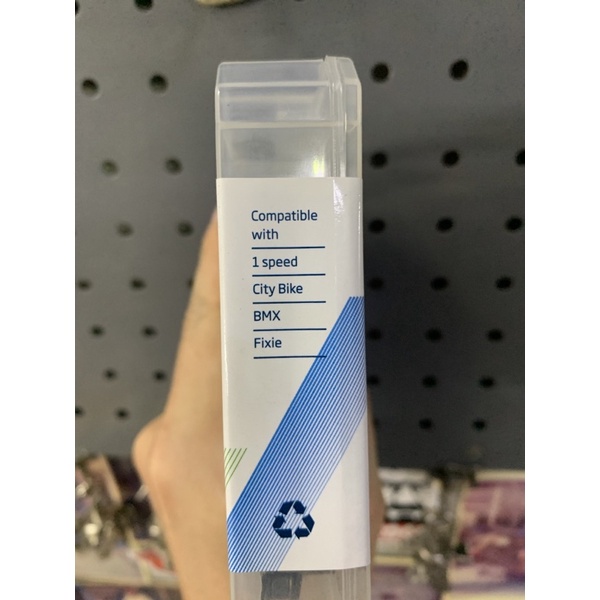 Compatible
with
1 speed
City Bike
BMX
Fixie